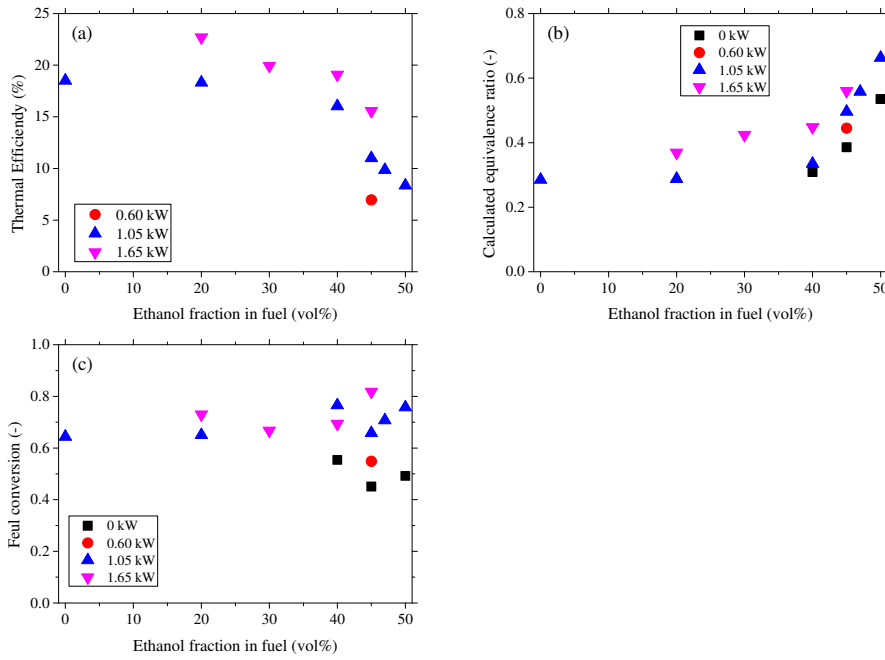 (a)
25
20
15
10
5
0
Thermal Efficiendy (%)
0.60 kW
1.05 kW
1.65 kW
0 10 20 30 40 50
Ethanol fraction in fuel (vol%)
(b)
0.8
0.6
0.4
0.2
0.0
Calculated equivalence ratio (-)
0 kW
0.60 kW
1.05 kW
1.65 kW
0 10 20 30 40 50
Ethanol fraction in fuel (vol%)
(c)
1.0
0.8
0.6
0.4
0.2
0.0
Feul conversion (-)
0 kW
0.60 kW
1.05 kW
1.65 kW
0 10 20 30 40 50
Ethanol fraction in fuel (vol%)